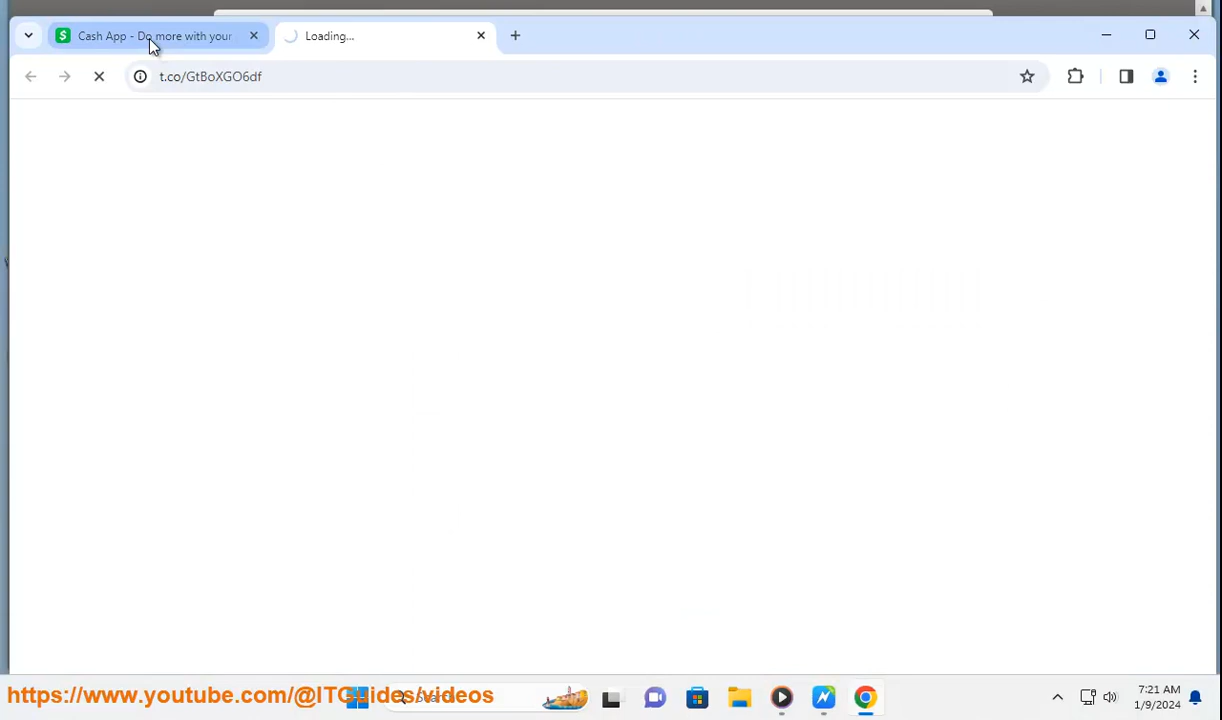 Cash App - Do more with your
Loading...
t.co/GtBoXGO6df
https://www.youtube.com/@ITGuides/videos
7:21 AM
1/9/2024